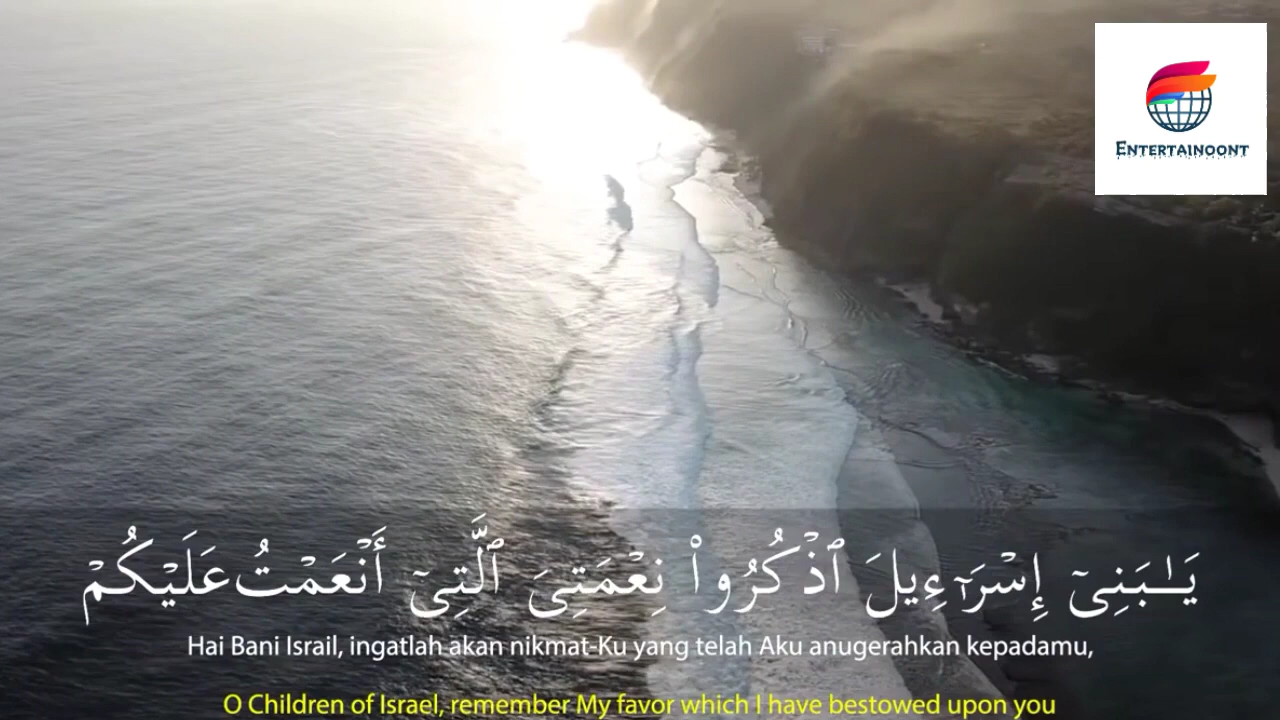 ENTERTAINOONT
يَـٰبَنِىٓ إِسْرَٰٓءِيلَ ٱذْكُرُوا۟ نِعْمَتِىَ ٱلَّتِىٓ أَنْعَمْتُ عَلَيْكُمْ
Hai Bani Israil, ingatlah akan nikmat-Ku yang telah Aku anugerahkan kepadamu,
O Children of Israel, remember My favor which I have bestowed upon you